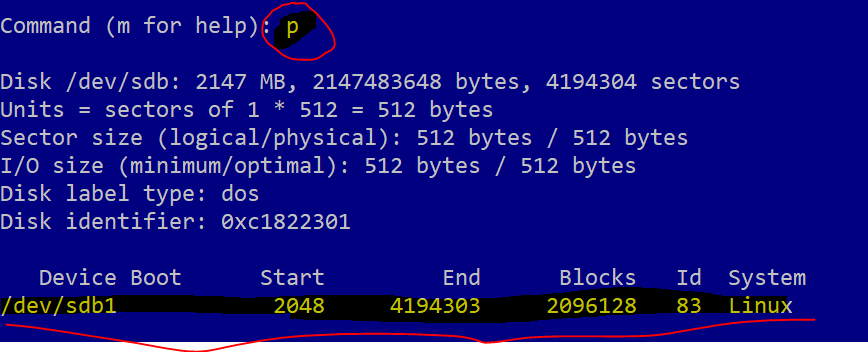 Command (m for help): p
Disk /dev/sdb: 2147 MB, 2147483648 bytes, 4194304 sectors
Units = sectors of 1 * 512 = 512 bytes
Sector size (logical/physical): 512 bytes / 512 bytes
I/O size (minimum/optimal): 512 bytes / 512 bytes
Disk label type: dos
Disk identifier: 0xc1822301
Device Boot Start End Blocks Id System
/dev/sdb1 2048 4194303 2096128 83 Linux